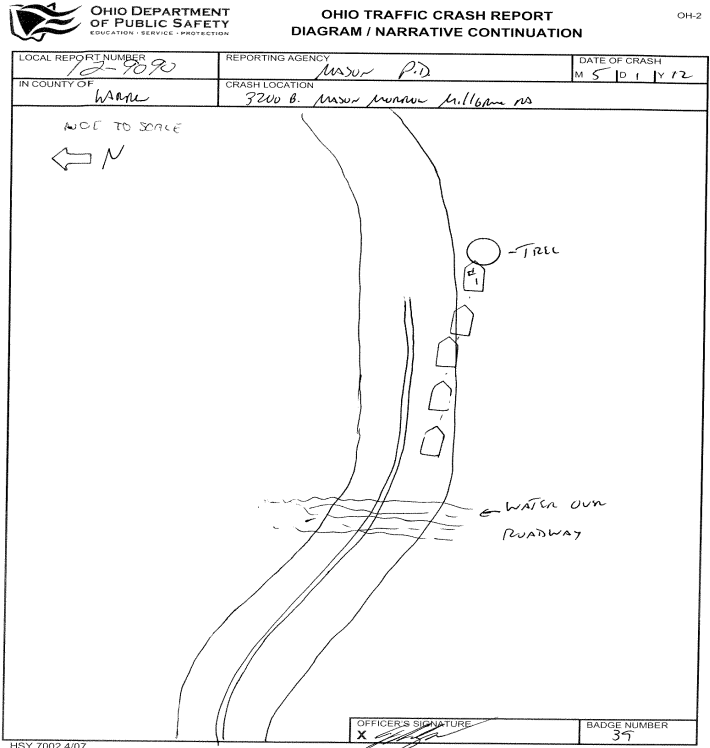 OHIO DEPARTMENT
OF PUBLIC SAFETY
EDUCATION · SERVICE · PROTECTION
OHIO TRAFFIC CRASH REPORT
DIAGRAM / NARRATIVE CONTINUATION
OH-2
LOCAL REPORT NUMBER
12-9090
REPORTING AGENCY
MASON P.D
DATE OF CRASH
M 5 D 1 Y 12
IN COUNTY OF
WARREN
CRASH LOCATION
3200 B. MASON MORROW Millgrove RD
NOT TO SCALE
N
-TREE
#1
WATER OVER
ROADWAY
OFFICER'S SIGNATURE
X
BADGE NUMBER
HSY 7002 4/07